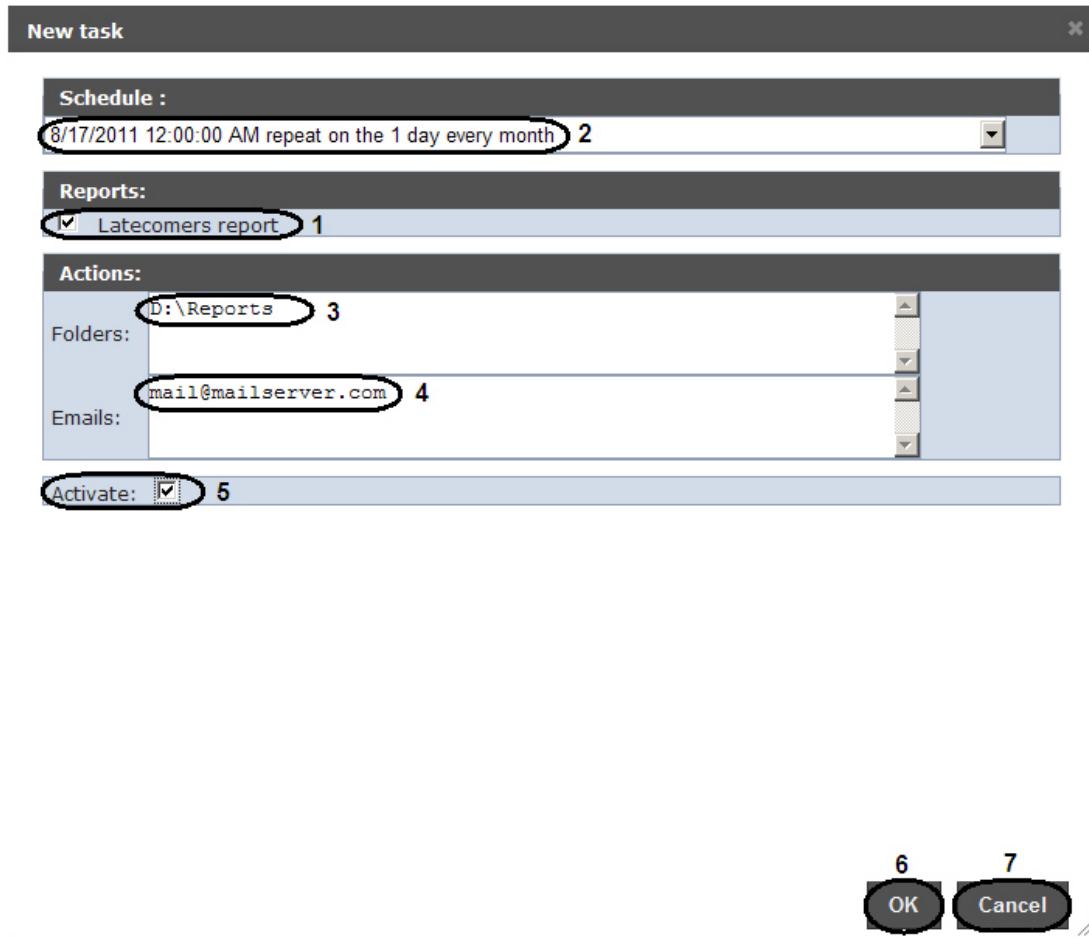 New task
Schedule :
8/17/2011 12:00:00 AM repeat on the 1 day every month 2
Reports:
Latecomers report 1
Actions:
Folders: D:\Reports 3
Emails: mail@mailserver.com 4
Activate: 5
6 7
OK Cancel